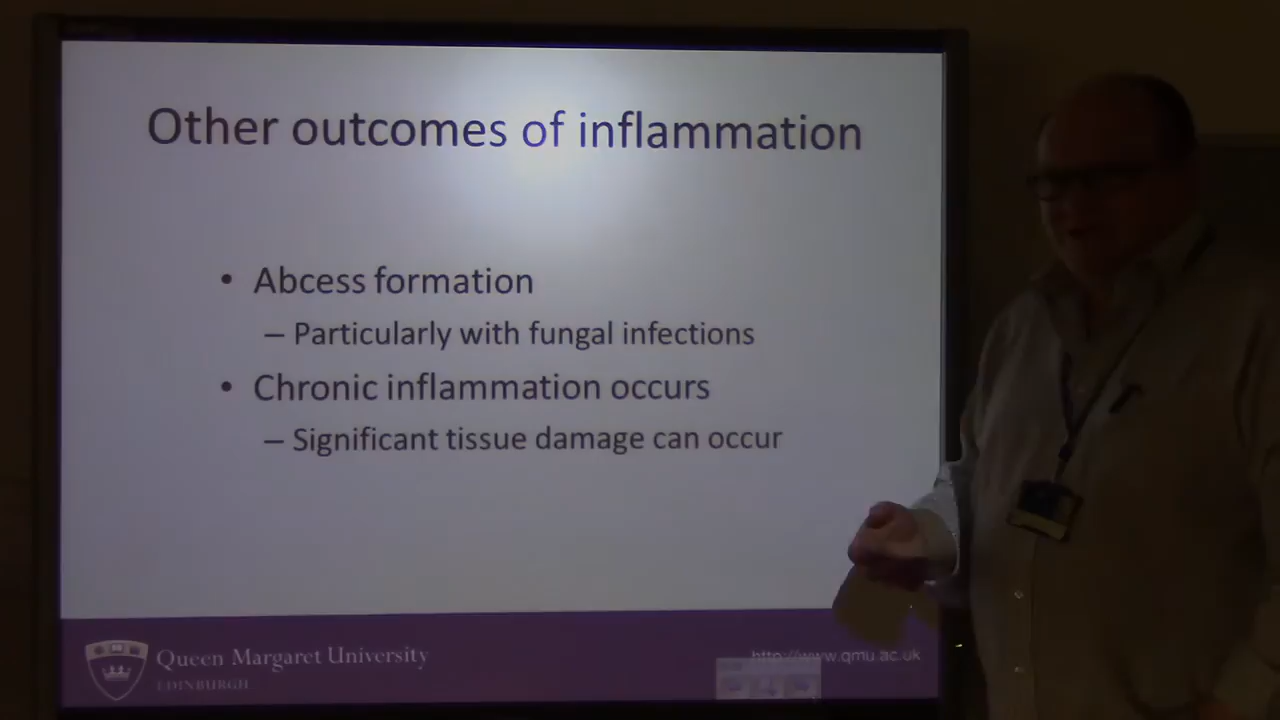 Other outcomes of inflammation
• Abcess formation
– Particularly with fungal infections
• Chronic inflammation occurs
– Significant tissue damage can occur
Queen Margaret University
EDINBURGH
http://www.qmu.ac.uk